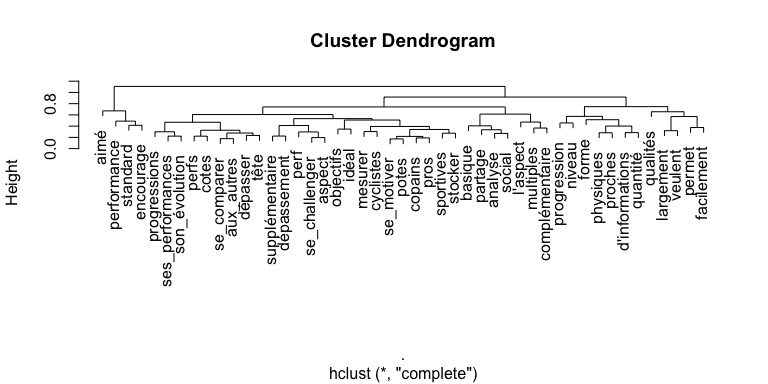 Cluster Dendrogram
Height
0.8
0.0
aimé
performance
standard
encourage
progressions
ses_performances
son_évolution
perfs
cotes
se_comparer
aux_autres
dépasser
tête
supplémentaire
dépassement
perf
se_challenger
aspect
objectifs
idéal
mesurer
cyclistes
se_motiver
potes
copains
pros
sportives
stocker
basique
partage
analyse
social
l'aspect
multiples
complémentaire
progression
niveau
forme
physiques
proches
d'informations
quantité
qualités
largement
veulent
permet
facilement
.
hclust (*, "complete")